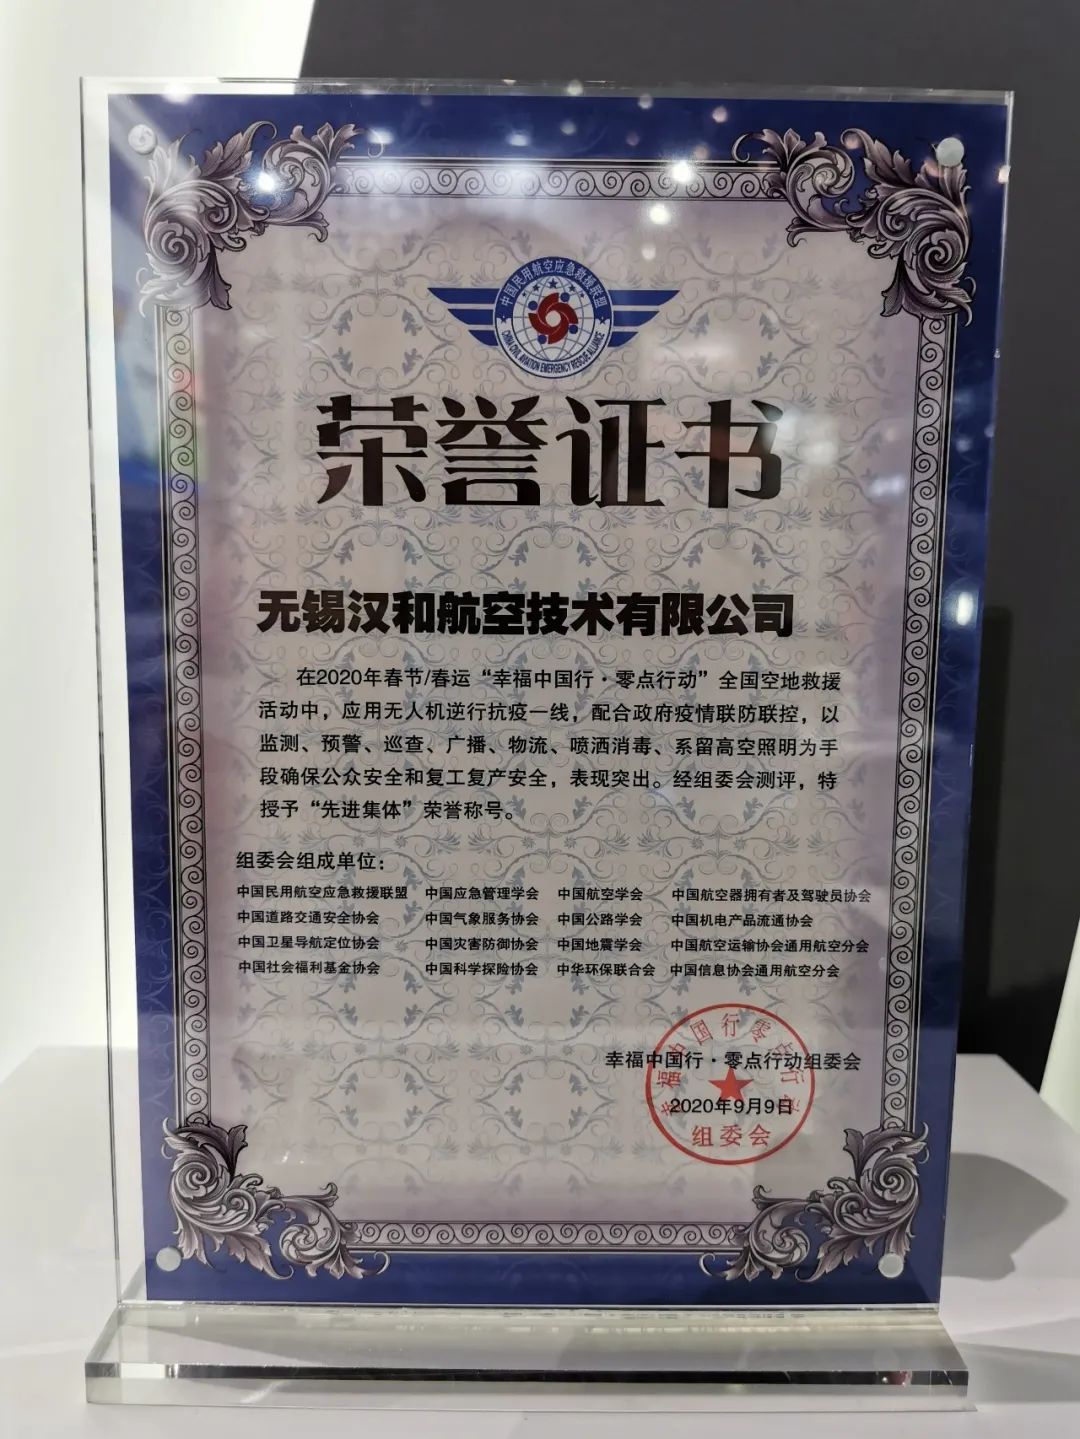 中国民用航空应急救援联盟
CHINA CIVIL AVIATION EMERGENCY RESCUE ALLIANCE
荣誉证书
无锡汉和航空技术有限公司
在2020年春节/春运“幸福中国行·零点行动”全国空地救援
活动中，应用无人机逆行抗疫一线，配合政府疫情联防联控，以
监测、预警、巡查、广播、物流、喷洒消毒、系留高空照明为手
段确保公众安全和复工复产安全，表现突出。经组委会测评，特
授予“先进集体”荣誉称号。
组委会组成单位：
中国民用航空应急救援联盟 中国应急管理学会 中国航空学会 中国航空器拥有者及驾驶员协会
中国道路交通安全协会 中国气象服务协会 中国公路学会 中国机电产品流通协会
中国卫星导航定位协会 中国灾害防御协会 中国地震学会 中国航空运输协会通用航空分会
中国社会福利基金协会 中国科学探险协会 中华环保联合会 中国信息协会通用航空分会
幸福中国行·零点行动组委会
2020年9月9日
幸福中国行零点行动
组委会